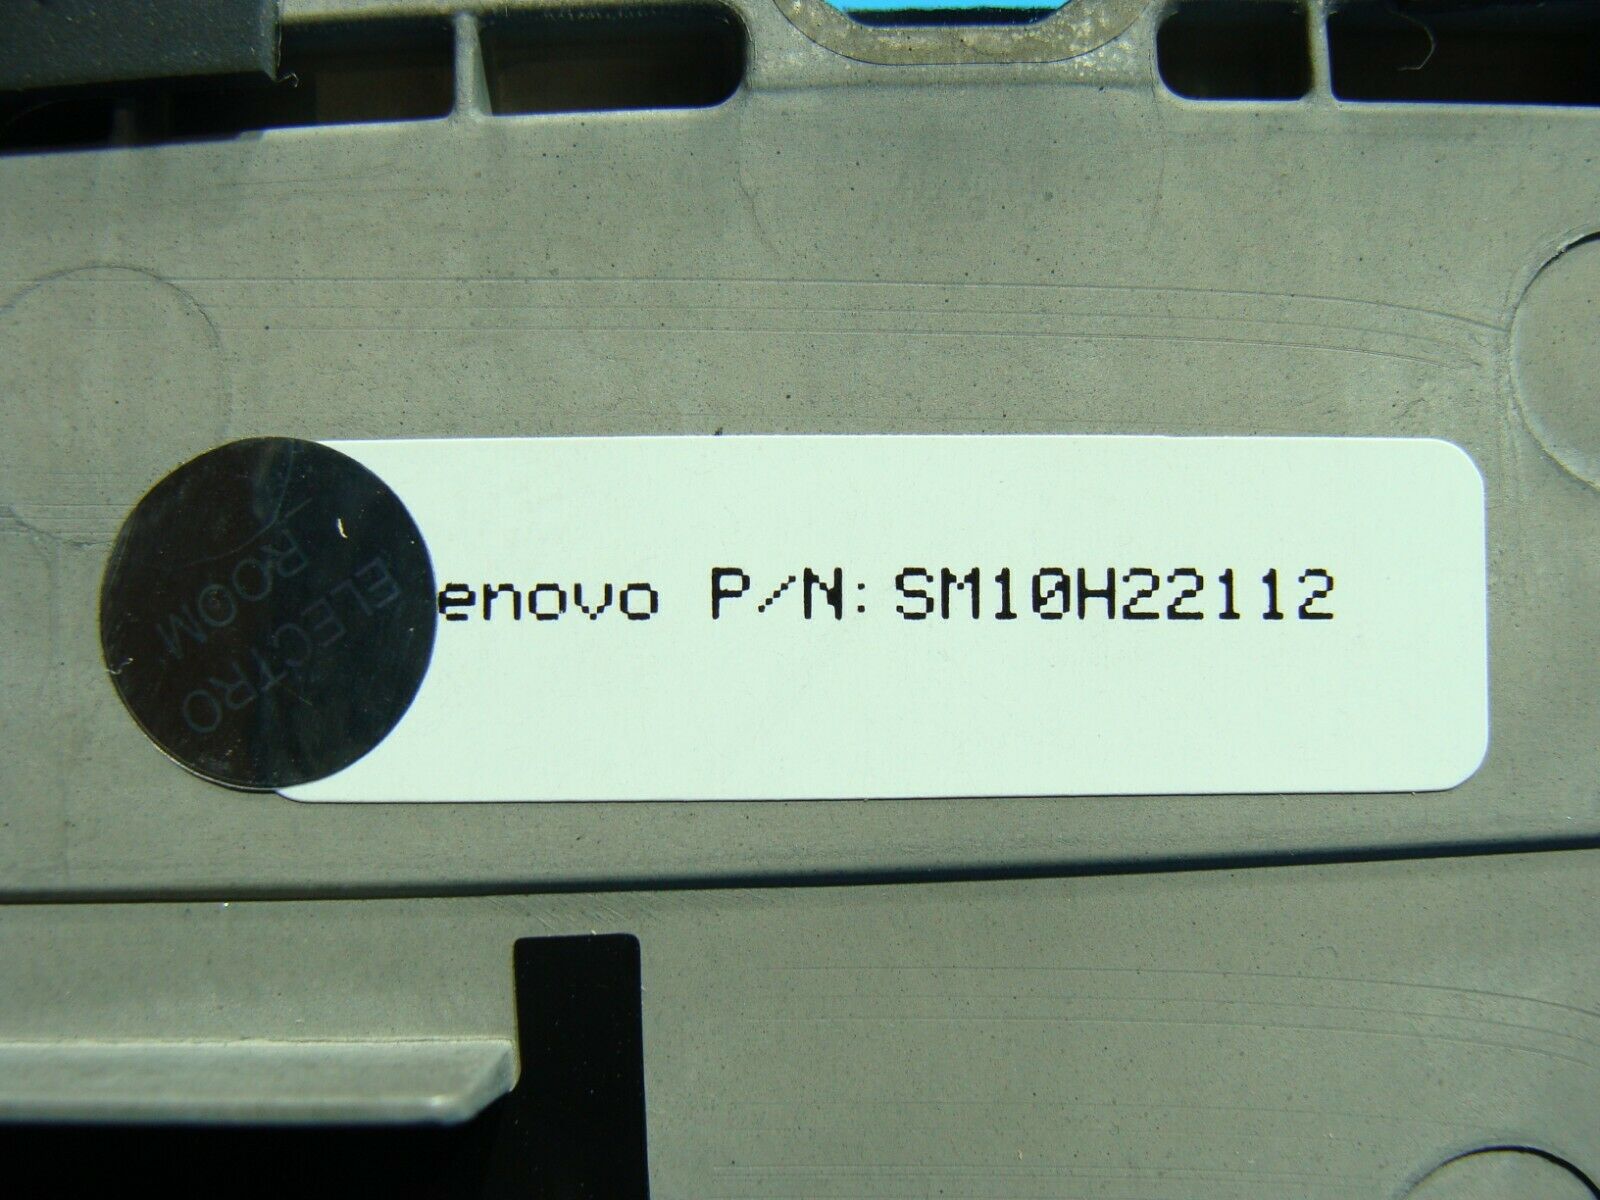 ELECTRO
ROOM
enovo P/N: SM10H22112